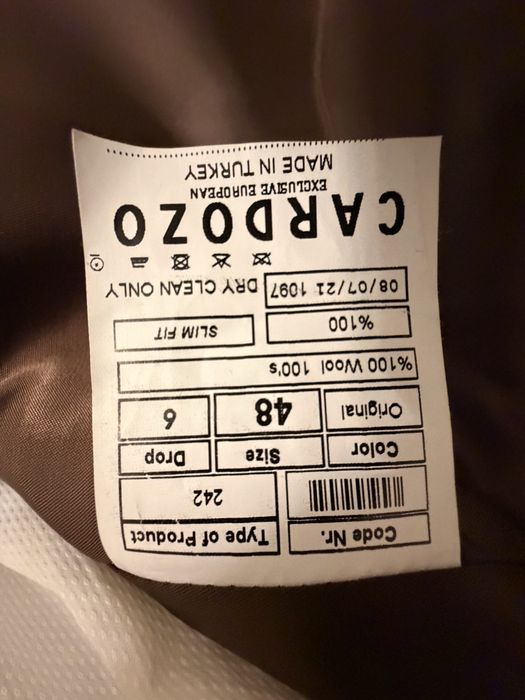 Code Nr. Type of Product
242
Color Size Drop
Original 48 6
%100 Wool 100's
%100 SLIM FIT
08/07/21 1097 DRY CLEAN ONLY
CARDOZO
EXCLUSIVE EUROPEAN
MADE IN TURKEY